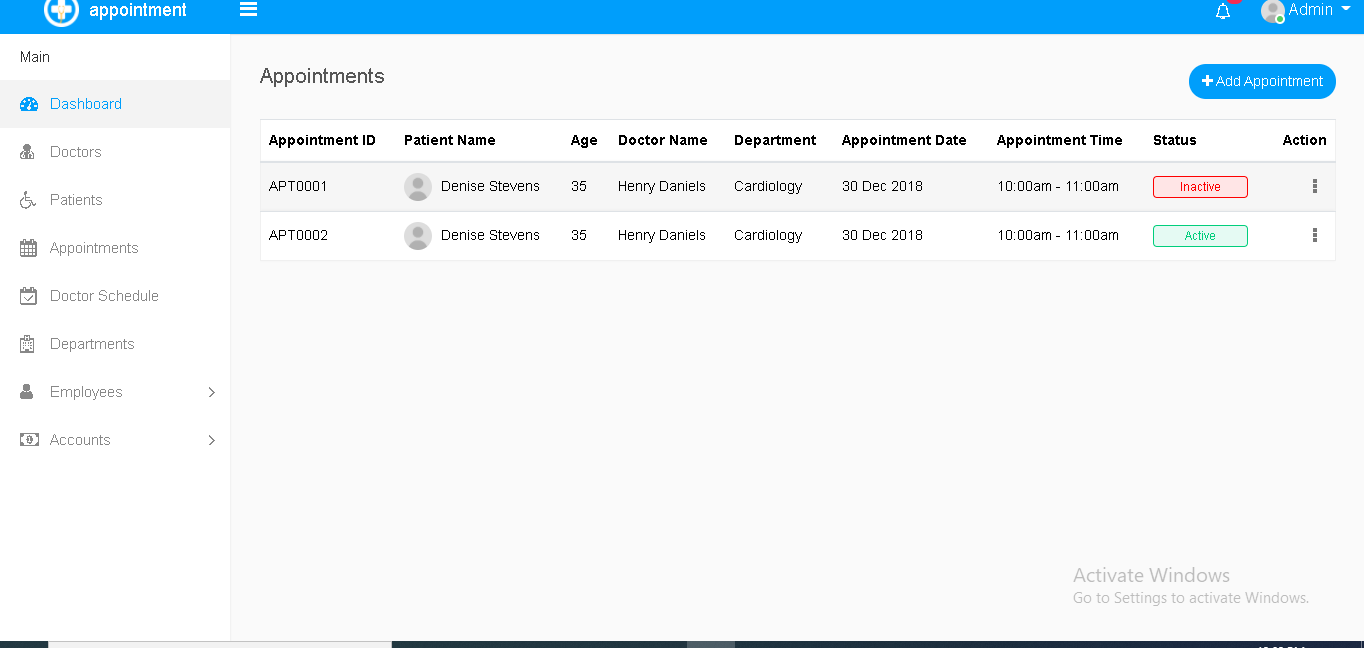 appointment
Admin
Main
Dashboard
Doctors
Patients
Appointments
Doctor Schedule
Departments
Employees
Accounts
Appointments
Add Appointment
Appointment ID Patient Name Age Doctor Name Department Appointment Date Appointment Time Status Action
APT0001 Denise Stevens 35 Henry Daniels Cardiology 30 Dec 2018 10:00am - 11:00am Inactive
APT0002 Denise Stevens 35 Henry Daniels Cardiology 30 Dec 2018 10:00am - 11:00am Active
Activate Windows
Go to Settings to activate Windows.